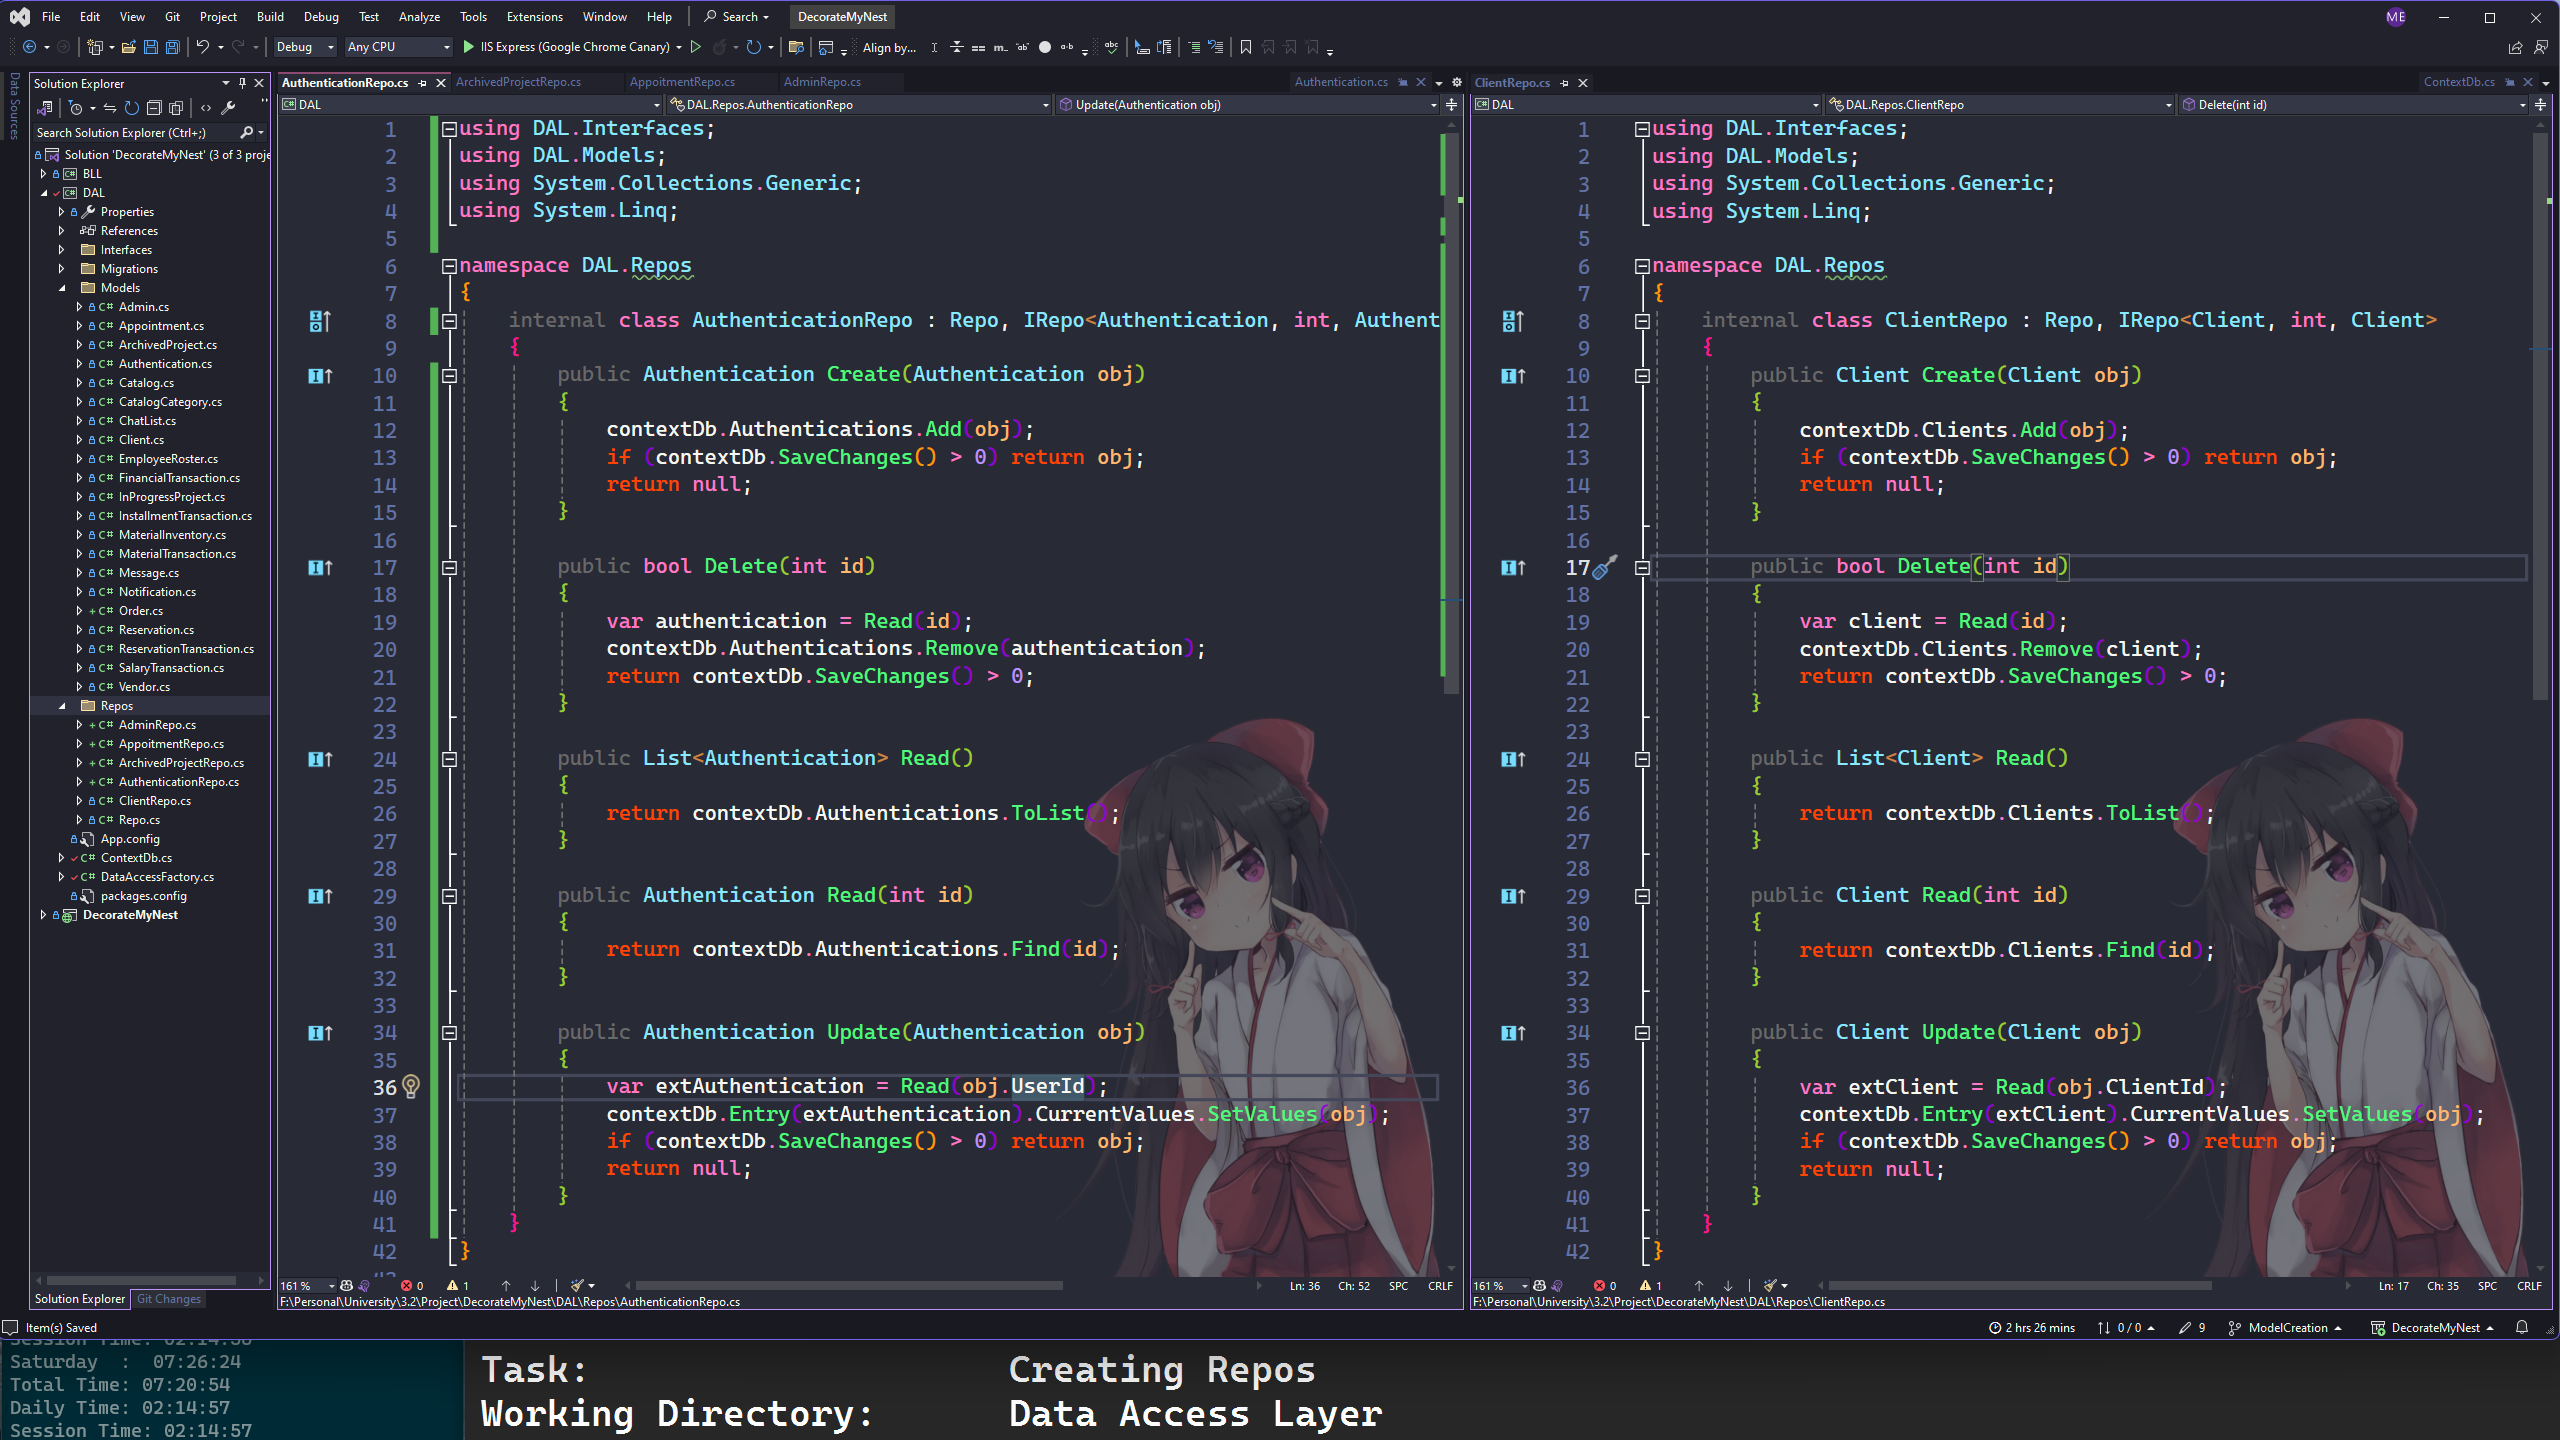 File Edit View Git Project Build Debug Test Analyze Tools Extensions Window Help Search DecorateMyNest ME
Debug Any CPU IIS Express (Google Chrome Canary) Align by...
Data Sources
Solution Explorer
Search Solution Explorer (Ctrl+;)
Solution 'DecorateMyNest' (3 of 3 proje
BLL
DAL
Properties
References
Interfaces
Migrations
Models
Admin.cs
Appointment.cs
ArchivedProject.cs
Authentication.cs
Catalog.cs
CatalogCategory.cs
ChatList.cs
Client.cs
EmployeeRoster.cs
FinancialTransaction.cs
InProgressProject.cs
InstallmentTransaction.cs
MaterialInventory.cs
MaterialTransaction.cs
Message.cs
Notification.cs
Order.cs
Reservation.cs
ReservationTransaction.cs
SalaryTransaction.cs
Vendor.cs
Repos
AdminRepo.cs
AppoitmentRepo.cs
ArchivedProjectRepo.cs
AuthenticationRepo.cs
ClientRepo.cs
Repo.cs
App.config
ContextDb.cs
DataAccessFactory.cs
packages.config
DecorateMyNest
Solution Explorer Git Changes
AuthenticationRepo.cs ArchivedProjectRepo.cs AppoitmentRepo.cs AdminRepo.cs Authentication.cs
DAL DAL.Repos.AuthenticationRepo Update(Authentication obj)
1 using DAL.Interfaces;
2 using DAL.Models;
3 using System.Collections.Generic;
4 using System.Linq;
5
6 namespace DAL.Repos
7 {
8 internal class AuthenticationRepo : Repo, IRepo<Authentication, int, Authent
9 {
10 public Authentication Create(Authentication obj)
11 {
12 contextDb.Authentications.Add(obj);
13 if (contextDb.SaveChanges() > 0) return obj;
14 return null;
15 }
16
17 public bool Delete(int id)
18 {
19 var authentication = Read(id);
20 contextDb.Authentications.Remove(authentication);
21 return contextDb.SaveChanges() > 0;
22 }
23
24 public List<Authentication> Read()
25 {
26 return contextDb.Authentications.ToList();
27 }
28
29 public Authentication Read(int id)
30 {
31 return contextDb.Authentications.Find(id);
32 }
33
34 public Authentication Update(Authentication obj)
35 {
36 var extAuthentication = Read(obj.UserId);
37 contextDb.Entry(extAuthentication).CurrentValues.SetValues(obj);
38 if (contextDb.SaveChanges() > 0) return obj;
39 return null;
40 }
41 }
42 }
161 % 0 1 Ln: 36 Ch: 52 SPC CRLF
F:\Personal\University\3.2\Project\DecorateMyNest\DAL\Repos\AuthenticationRepo.cs
ClientRepo.cs ContextDb.cs
DAL DAL.Repos.ClientRepo Delete(int id)
1 using DAL.Interfaces;
2 using DAL.Models;
3 using System.Collections.Generic;
4 using System.Linq;
5
6 namespace DAL.Repos
7 {
8 internal class ClientRepo : Repo, IRepo<Client, int, Client>
9 {
10 public Client Create(Client obj)
11 {
12 contextDb.Clients.Add(obj);
13 if (contextDb.SaveChanges() > 0) return obj;
14 return null;
15 }
16
17 public bool Delete(int id)
18 {
19 var client = Read(id);
20 contextDb.Clients.Remove(client);
21 return contextDb.SaveChanges() > 0;
22 }
23
24 public List<Client> Read()
25 {
26 return contextDb.Clients.ToList();
27 }
28
29 public Client Read(int id)
30 {
31 return contextDb.Clients.Find(id);
32 }
33
34 public Client Update(Client obj)
35 {
36 var extClient = Read(obj.ClientId);
37 contextDb.Entry(extClient).CurrentValues.SetValues(obj);
38 if (contextDb.SaveChanges() > 0) return obj;
39 return null;
40 }
41 }
42 }
161 % 0 1 Ln: 17 Ch: 35 SPC CRLF
F:\Personal\University\3.2\Project\DecorateMyNest\DAL\Repos\ClientRepo.cs
Item(s) Saved 2 hrs 26 mins 0 / 0 9 ModelCreation DecorateMyNest
Saturday : 07:26:24
Total Time: 07:20:54
Daily Time: 02:14:57
Session Time: 02:14:57
Task: Creating Repos
Working Directory: Data Access Layer